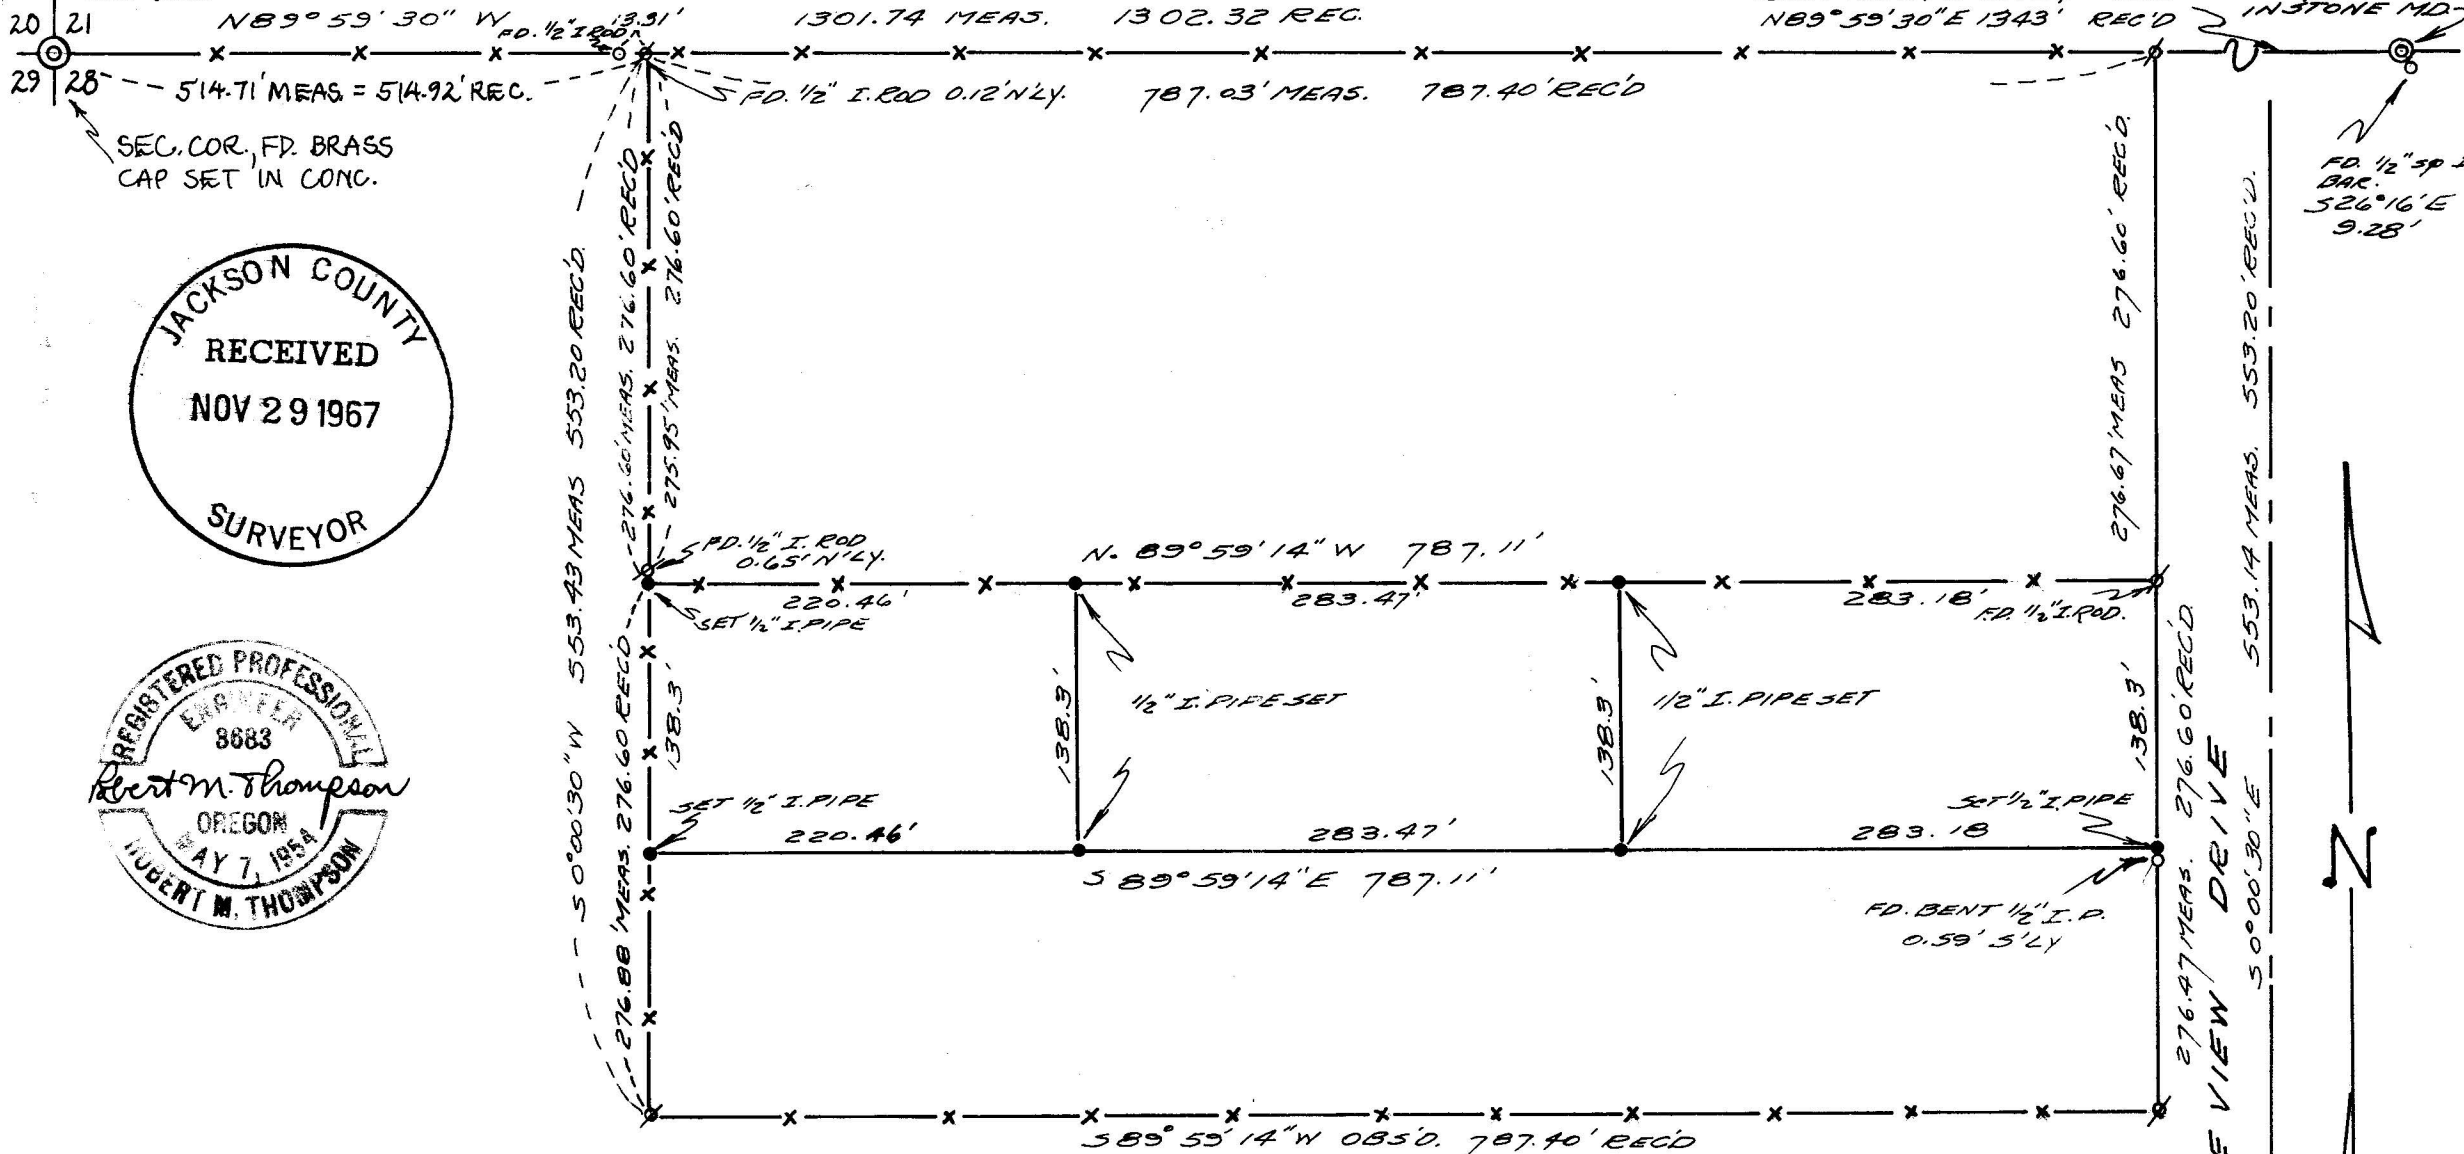 20 21
29 28
N89°59'30" W
FD. 1/2" I.ROD
13.31'
1301.74 MEAS. 1302.32 REC.
N89°59'30"E 1343' REC'D
IN STONE MD.
514.71' MEAS. = 514.92' REC.
FD. 1/2" I.ROD 0.12' N'LY.
787.03' MEAS. 787.40' REC'D
SEC. COR., FD. BRASS
CAP SET IN CONC.
FD. 1/2" SP
BAR.
S26°16'E
9.28'
JACKSON COUNTY
RECEIVED
NOV 29 1967
SURVEYOR
S 0°00'30" W 553.43 MEAS 553.20 REC'D.
276.60' MEAS. 276.60' REC'D
275.95' MEAS. 276.60' REC'D
276.67' MEAS 276.60' REC'D.
S 0°00'30" E 553.14 MEAS. 553.20' REC'D.
FD. 1/2" I. ROD
0.65' N'LY.
N. 89°59'14" W 787.11'
220.46'
283.47'
283.18'
SET 1/2" I.PIPE
FD. 1/2" I.ROD.
REGISTERED PROFESSIONAL
ENGINEER
3683
Robert M. Thompson
OREGON
MAY 7, 1954
ROBERT M. THOMPSON
276.88' MEAS. 276.60 REC'D
138.3'
138.3'
138.3'
138.3'
1/2" I. PIPE SET
1/2" I. PIPE SET
276.47 MEAS. 276.60' REC'D.
SET 1/2" I.PIPE
220.46'
283.47'
283.18
SET 1/2" I.PIPE
S 89°59'14" E 787.11'
FD. BENT 1/2" I.P.
0.59' S'LY
VIEW DRIVE
N
S 89°59'14" W OBS'D. 787.40' REC'D